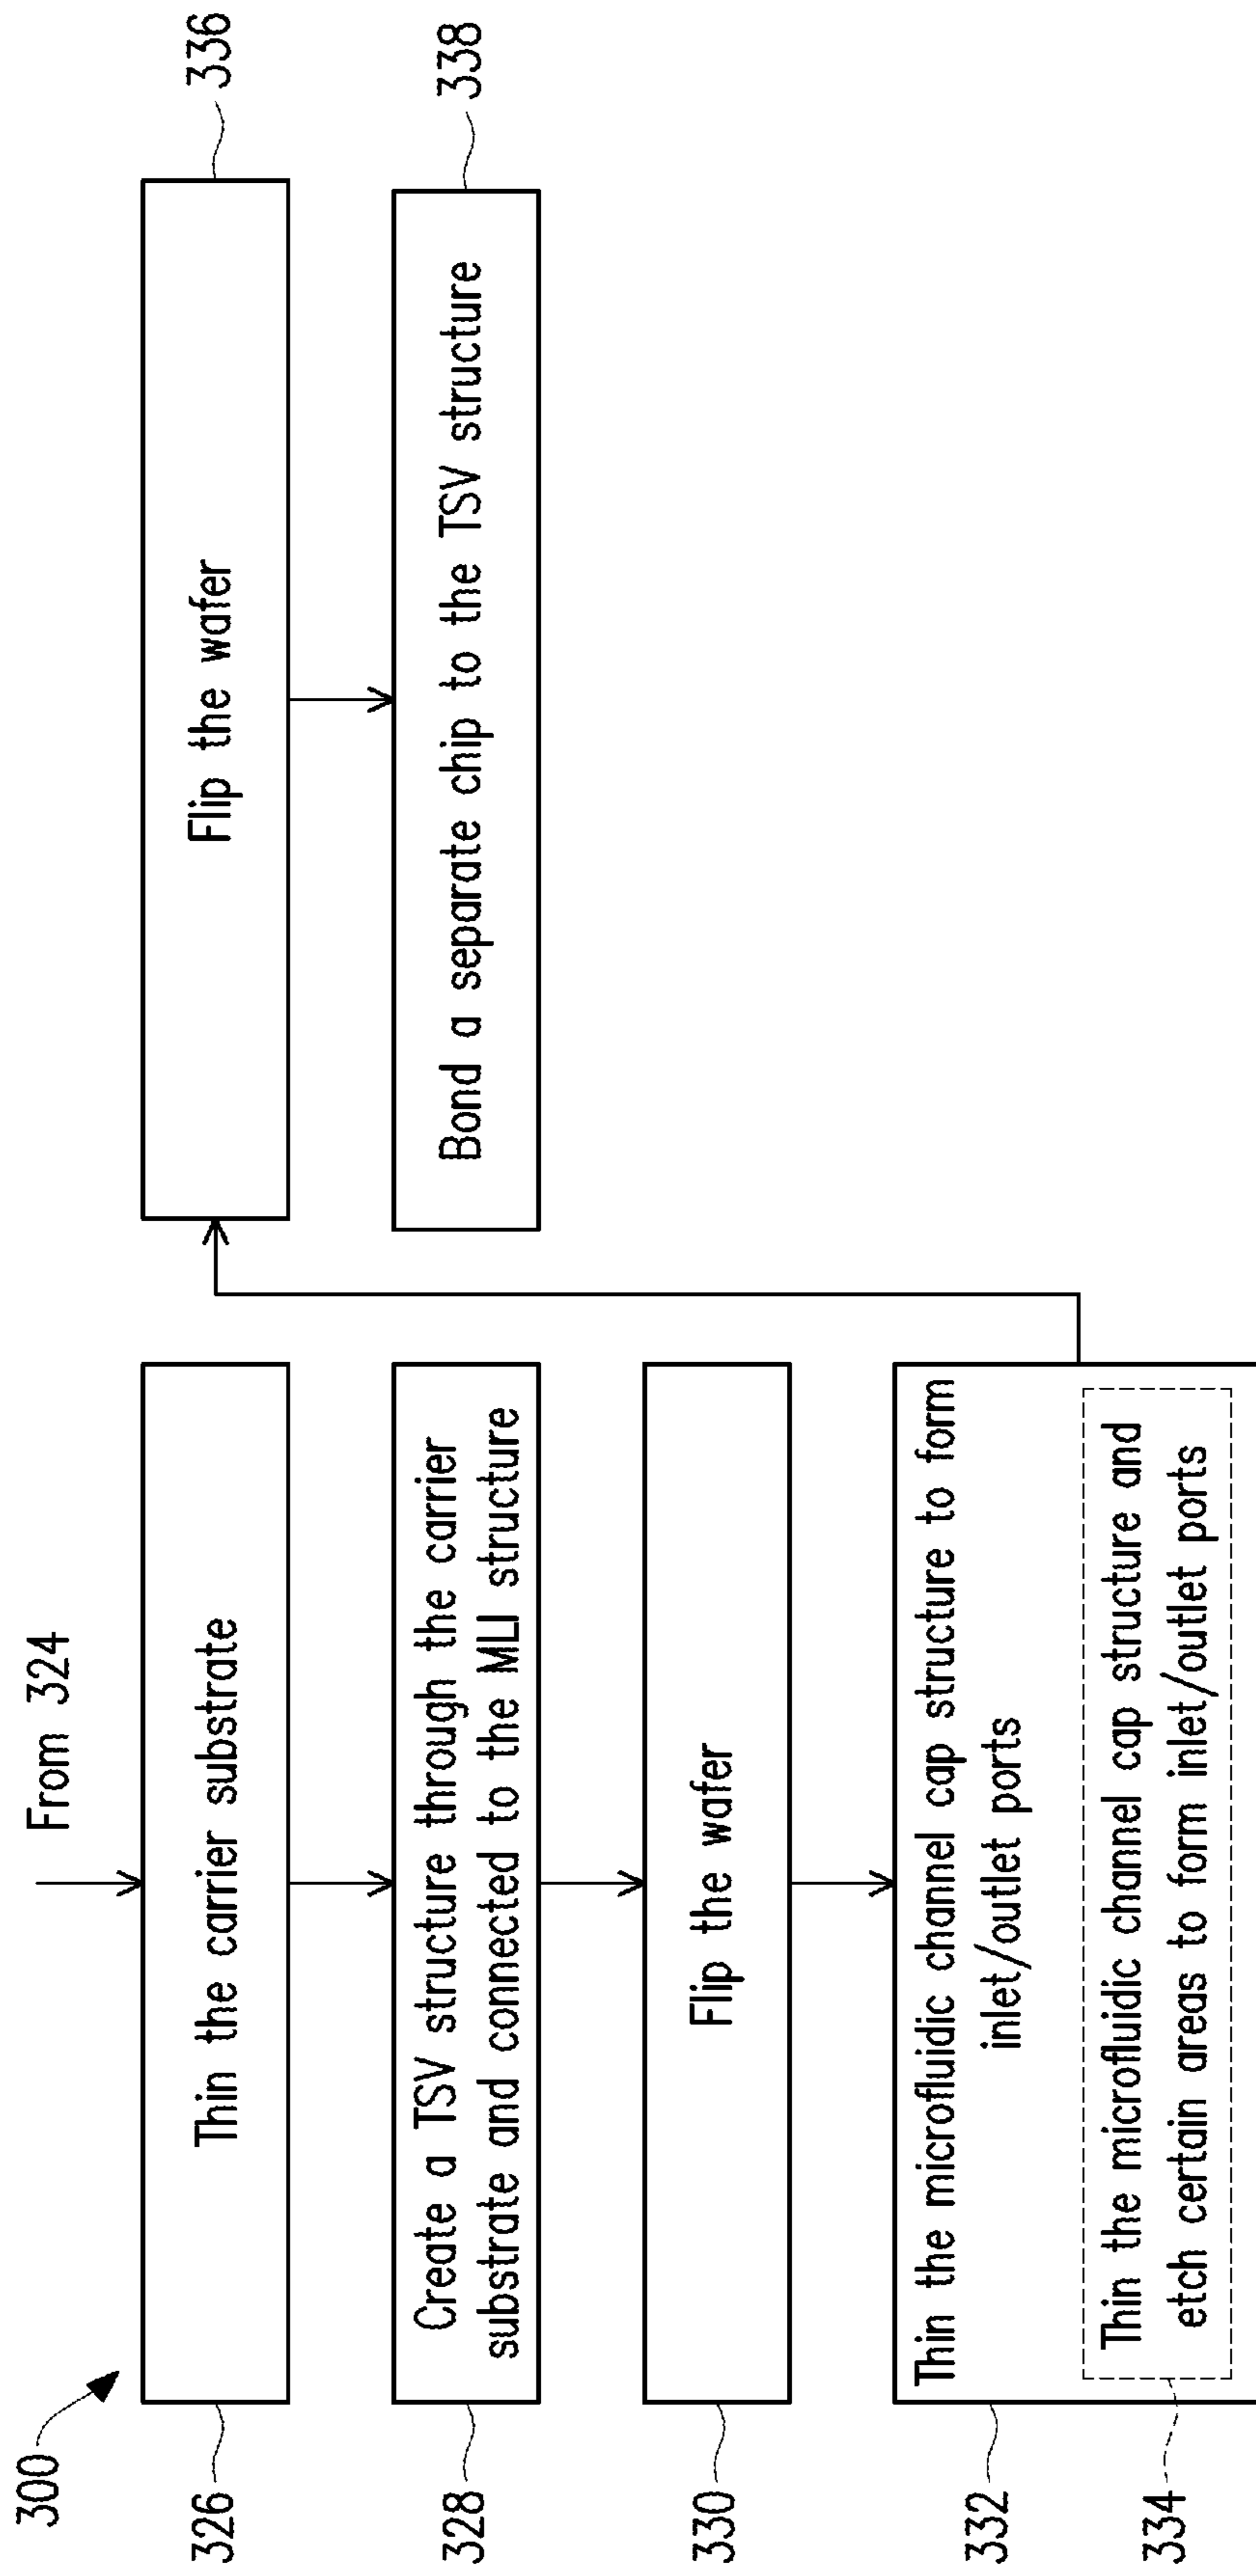 300
From 324
326
Thin the carrier substrate
328
Create a TSV structure through the carrier
substrate and connected to the MLI structure
330
Flip the wafer
332
Thin the microfluidic channel cap structure to form
inlet/outlet ports
334
Thin the microfluidic channel cap structure and
etch certain areas to form inlet/outlet ports
Flip the wafer
336
Bond a separate chip to the TSV structure
338